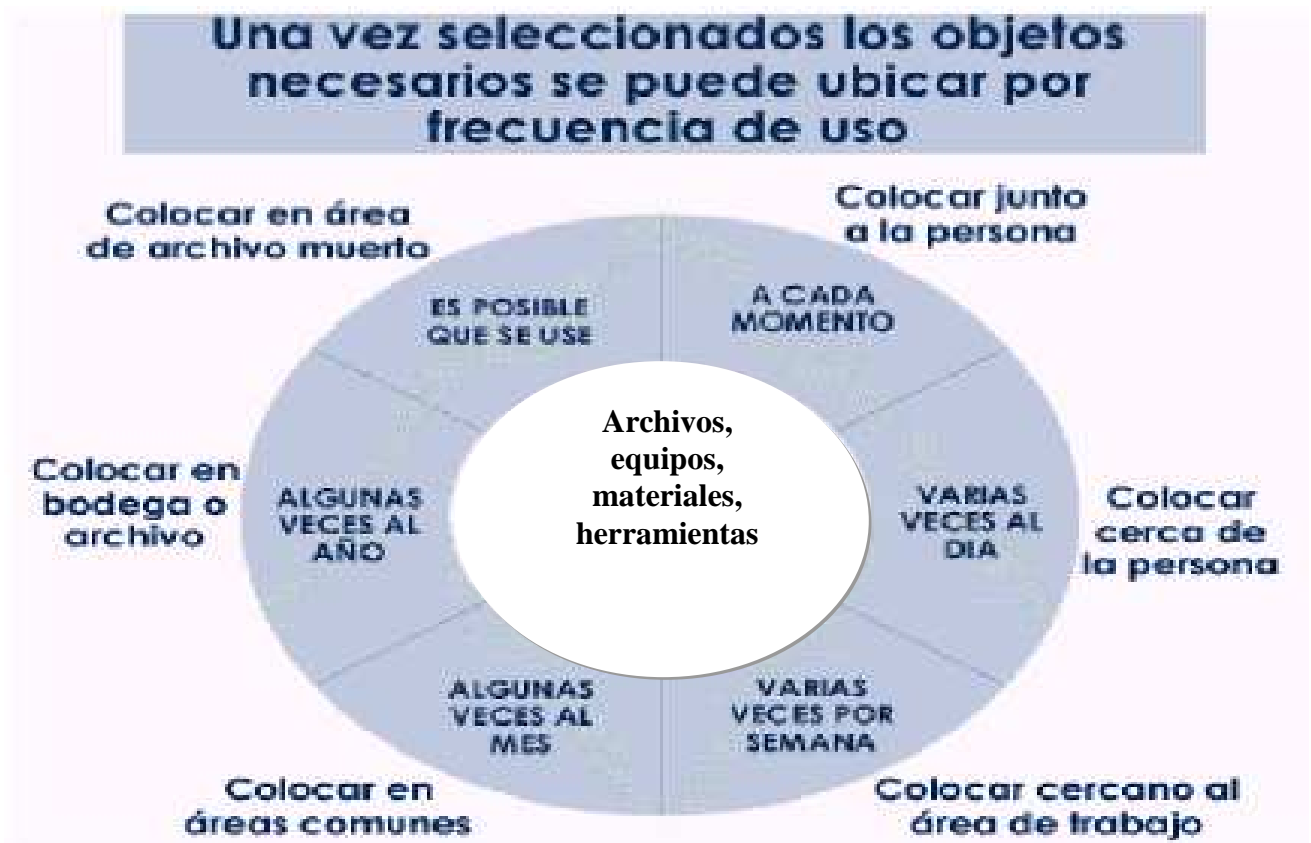 Una vez seleccionados los objetos
necesarios se puede ubicar por
frecuencia de uso
Colocar junto
a la persona
A CADA
MOMENTO
Colocar
cerca de
la persona
VARIAS
VECES AL
DIA
Colocar cercano al
área de trabajo
VARIAS
VECES POR
SEMANA
Colocar en
áreas comunes
ALGUNAS
VECES AL
MES
Colocar en
bodega o
archivo
ALGUNAS
VECES AL
AÑO
Colocar en área
de archivo muerto
ES POSIBLE
QUE SE USE
Archivos,
equipos,
materiales,
herramientas